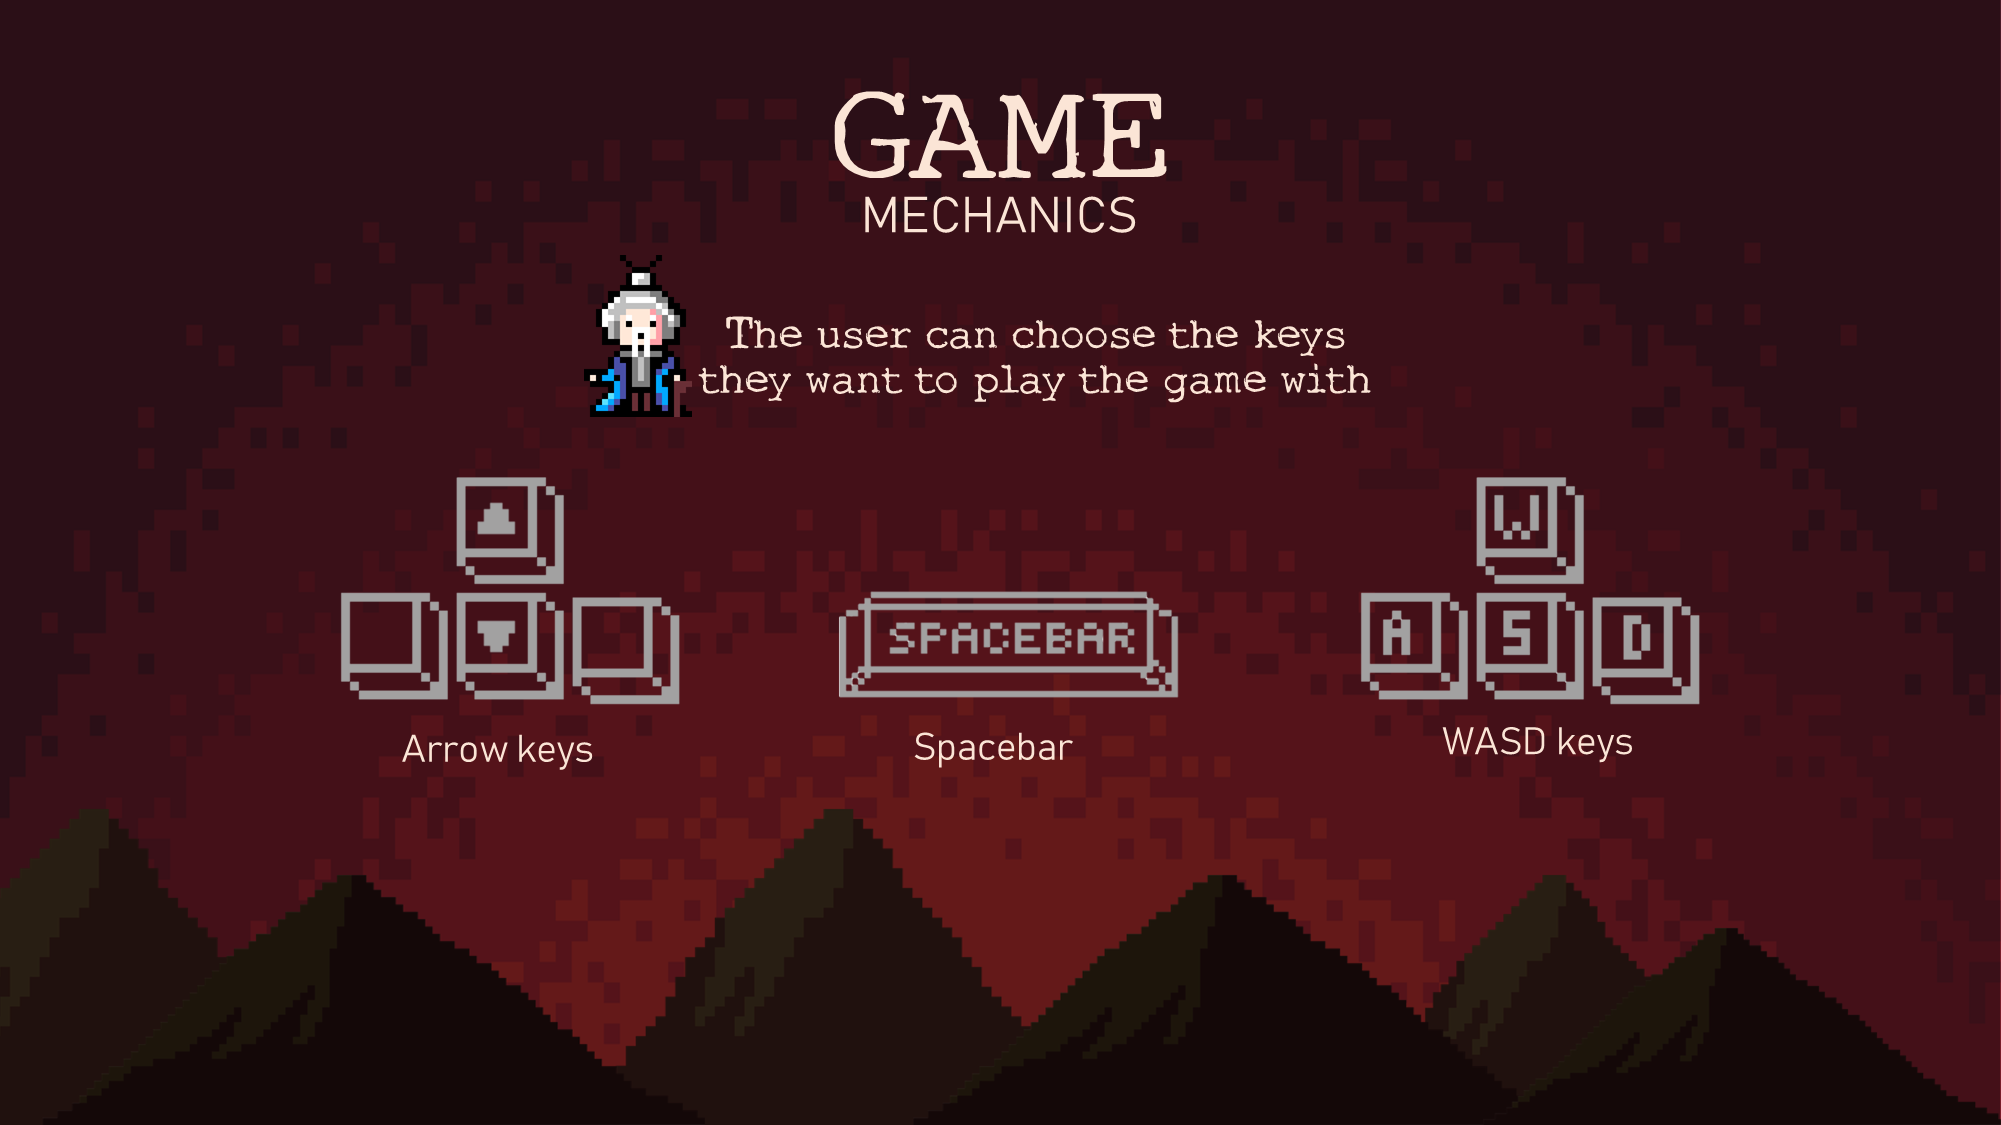 GAME
MECHANICS
The user can choose the keys
they want to play the game with
W
SPACEBAR
A S D
Arrow keys
Spacebar
WASD keys